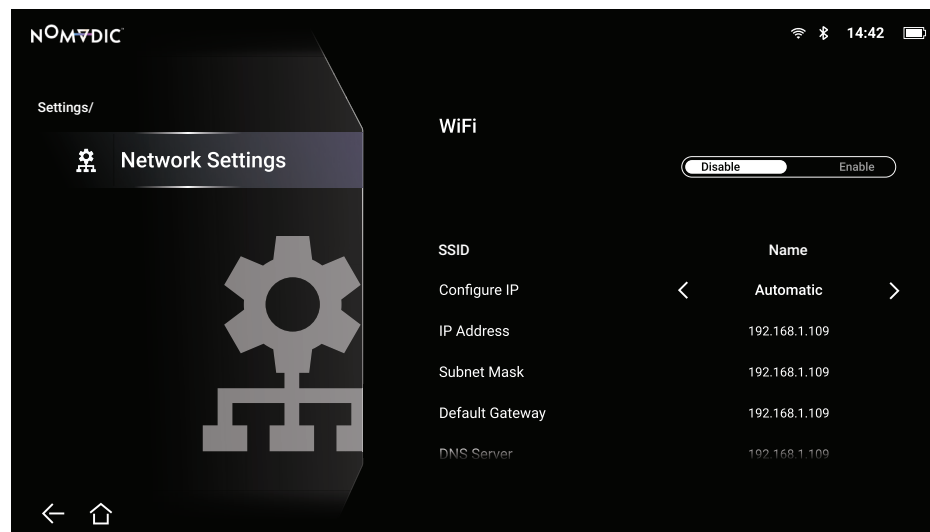 NOMADIC
14:42
Settings/
Network Settings
WiFi
Disable Enable
SSID Name
Configure IP Automatic
IP Address 192.168.1.109
Subnet Mask 192.168.1.109
Default Gateway 192.168.1.109
DNS Server 192.168.1.109